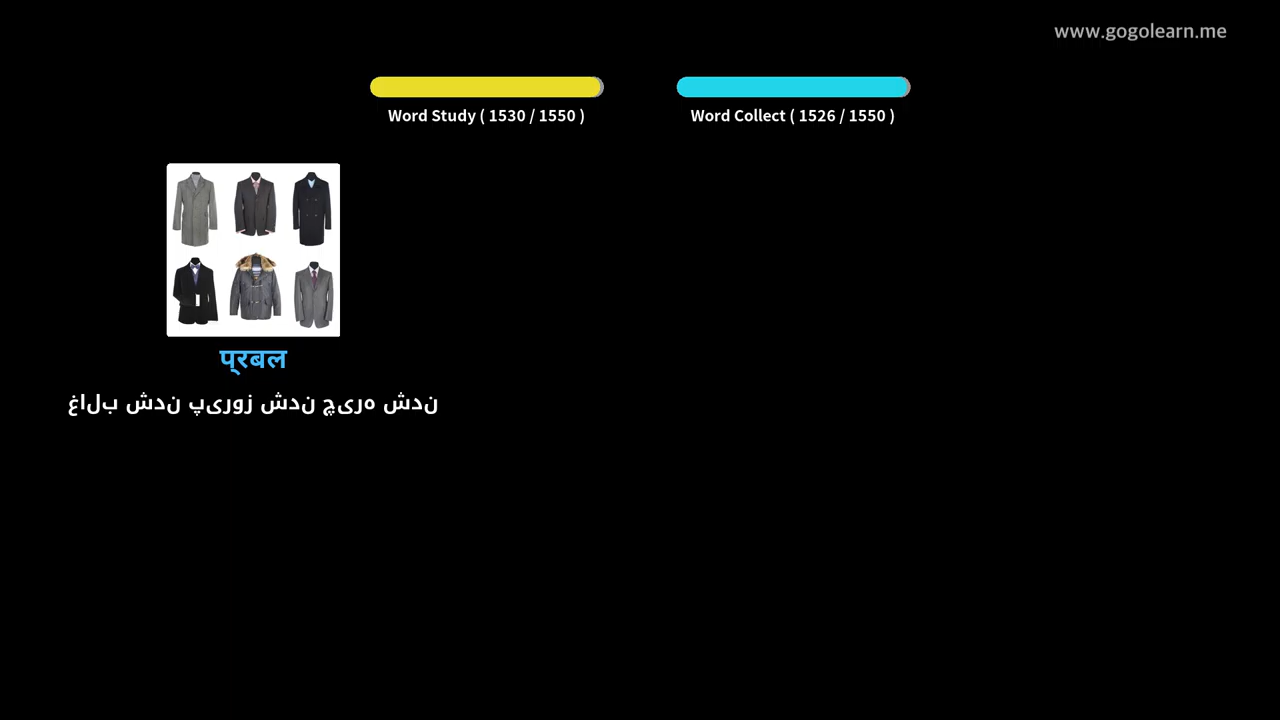 www.gogolearn.me
Word Study ( 1530 / 1550 )
Word Collect ( 1526 / 1550 )
प्रबल
غالب شدن پیروز شدن چیره شدن